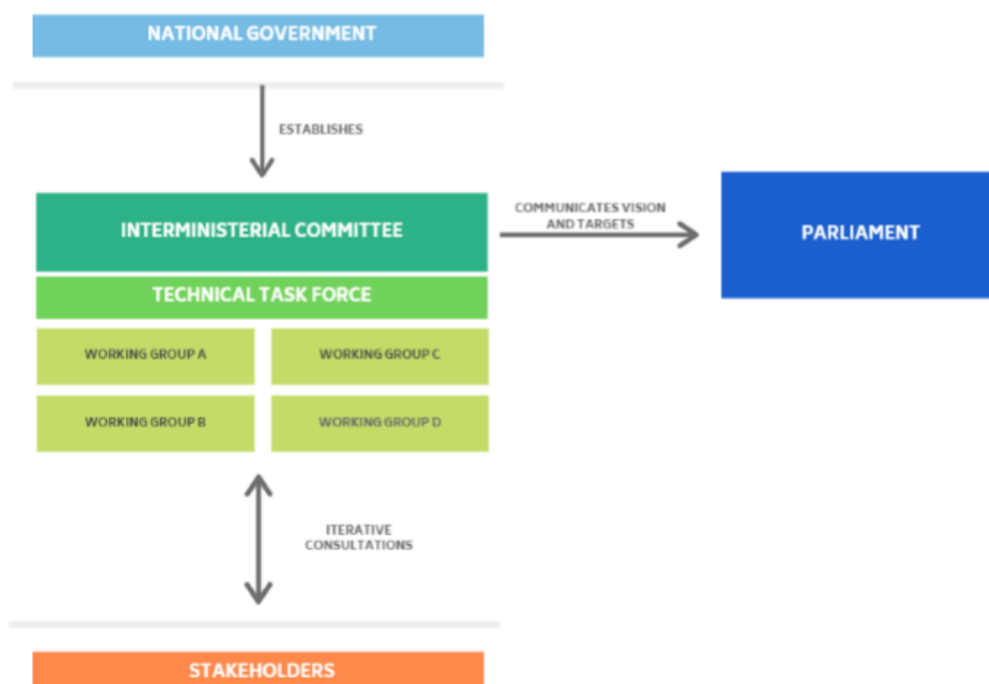 NATIONAL GOVERNMENT
ESTABLISHES
INTERMINISTERIAL COMMITTEE
COMMUNICATES VISION
AND TARGETS
PARLIAMENT
TECHNICAL TASK FORCE
WORKING GROUP A
WORKING GROUP C
WORKING GROUP B
WORKING GROUP D
ITERATIVE
CONSULTATIONS
STAKEHOLDERS